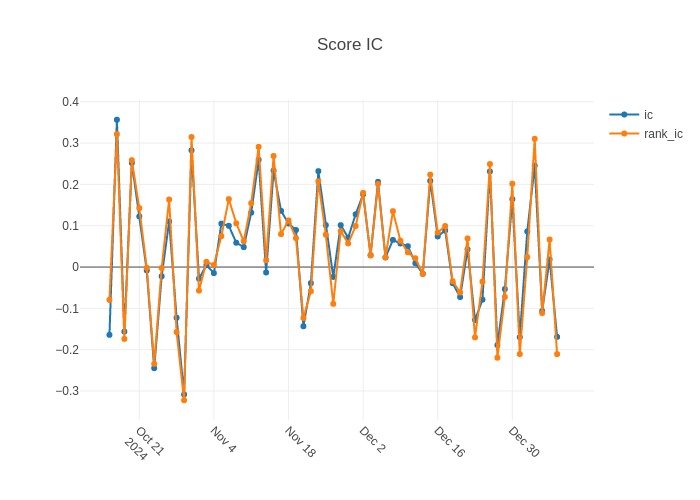 Score IC
0.4
0.3
0.2
0.1
0
−0.1
−0.2
−0.3
Oct 21
2024
Nov 4
Nov 18
Dec 2
Dec 16
Dec 30
ic
rank_ic